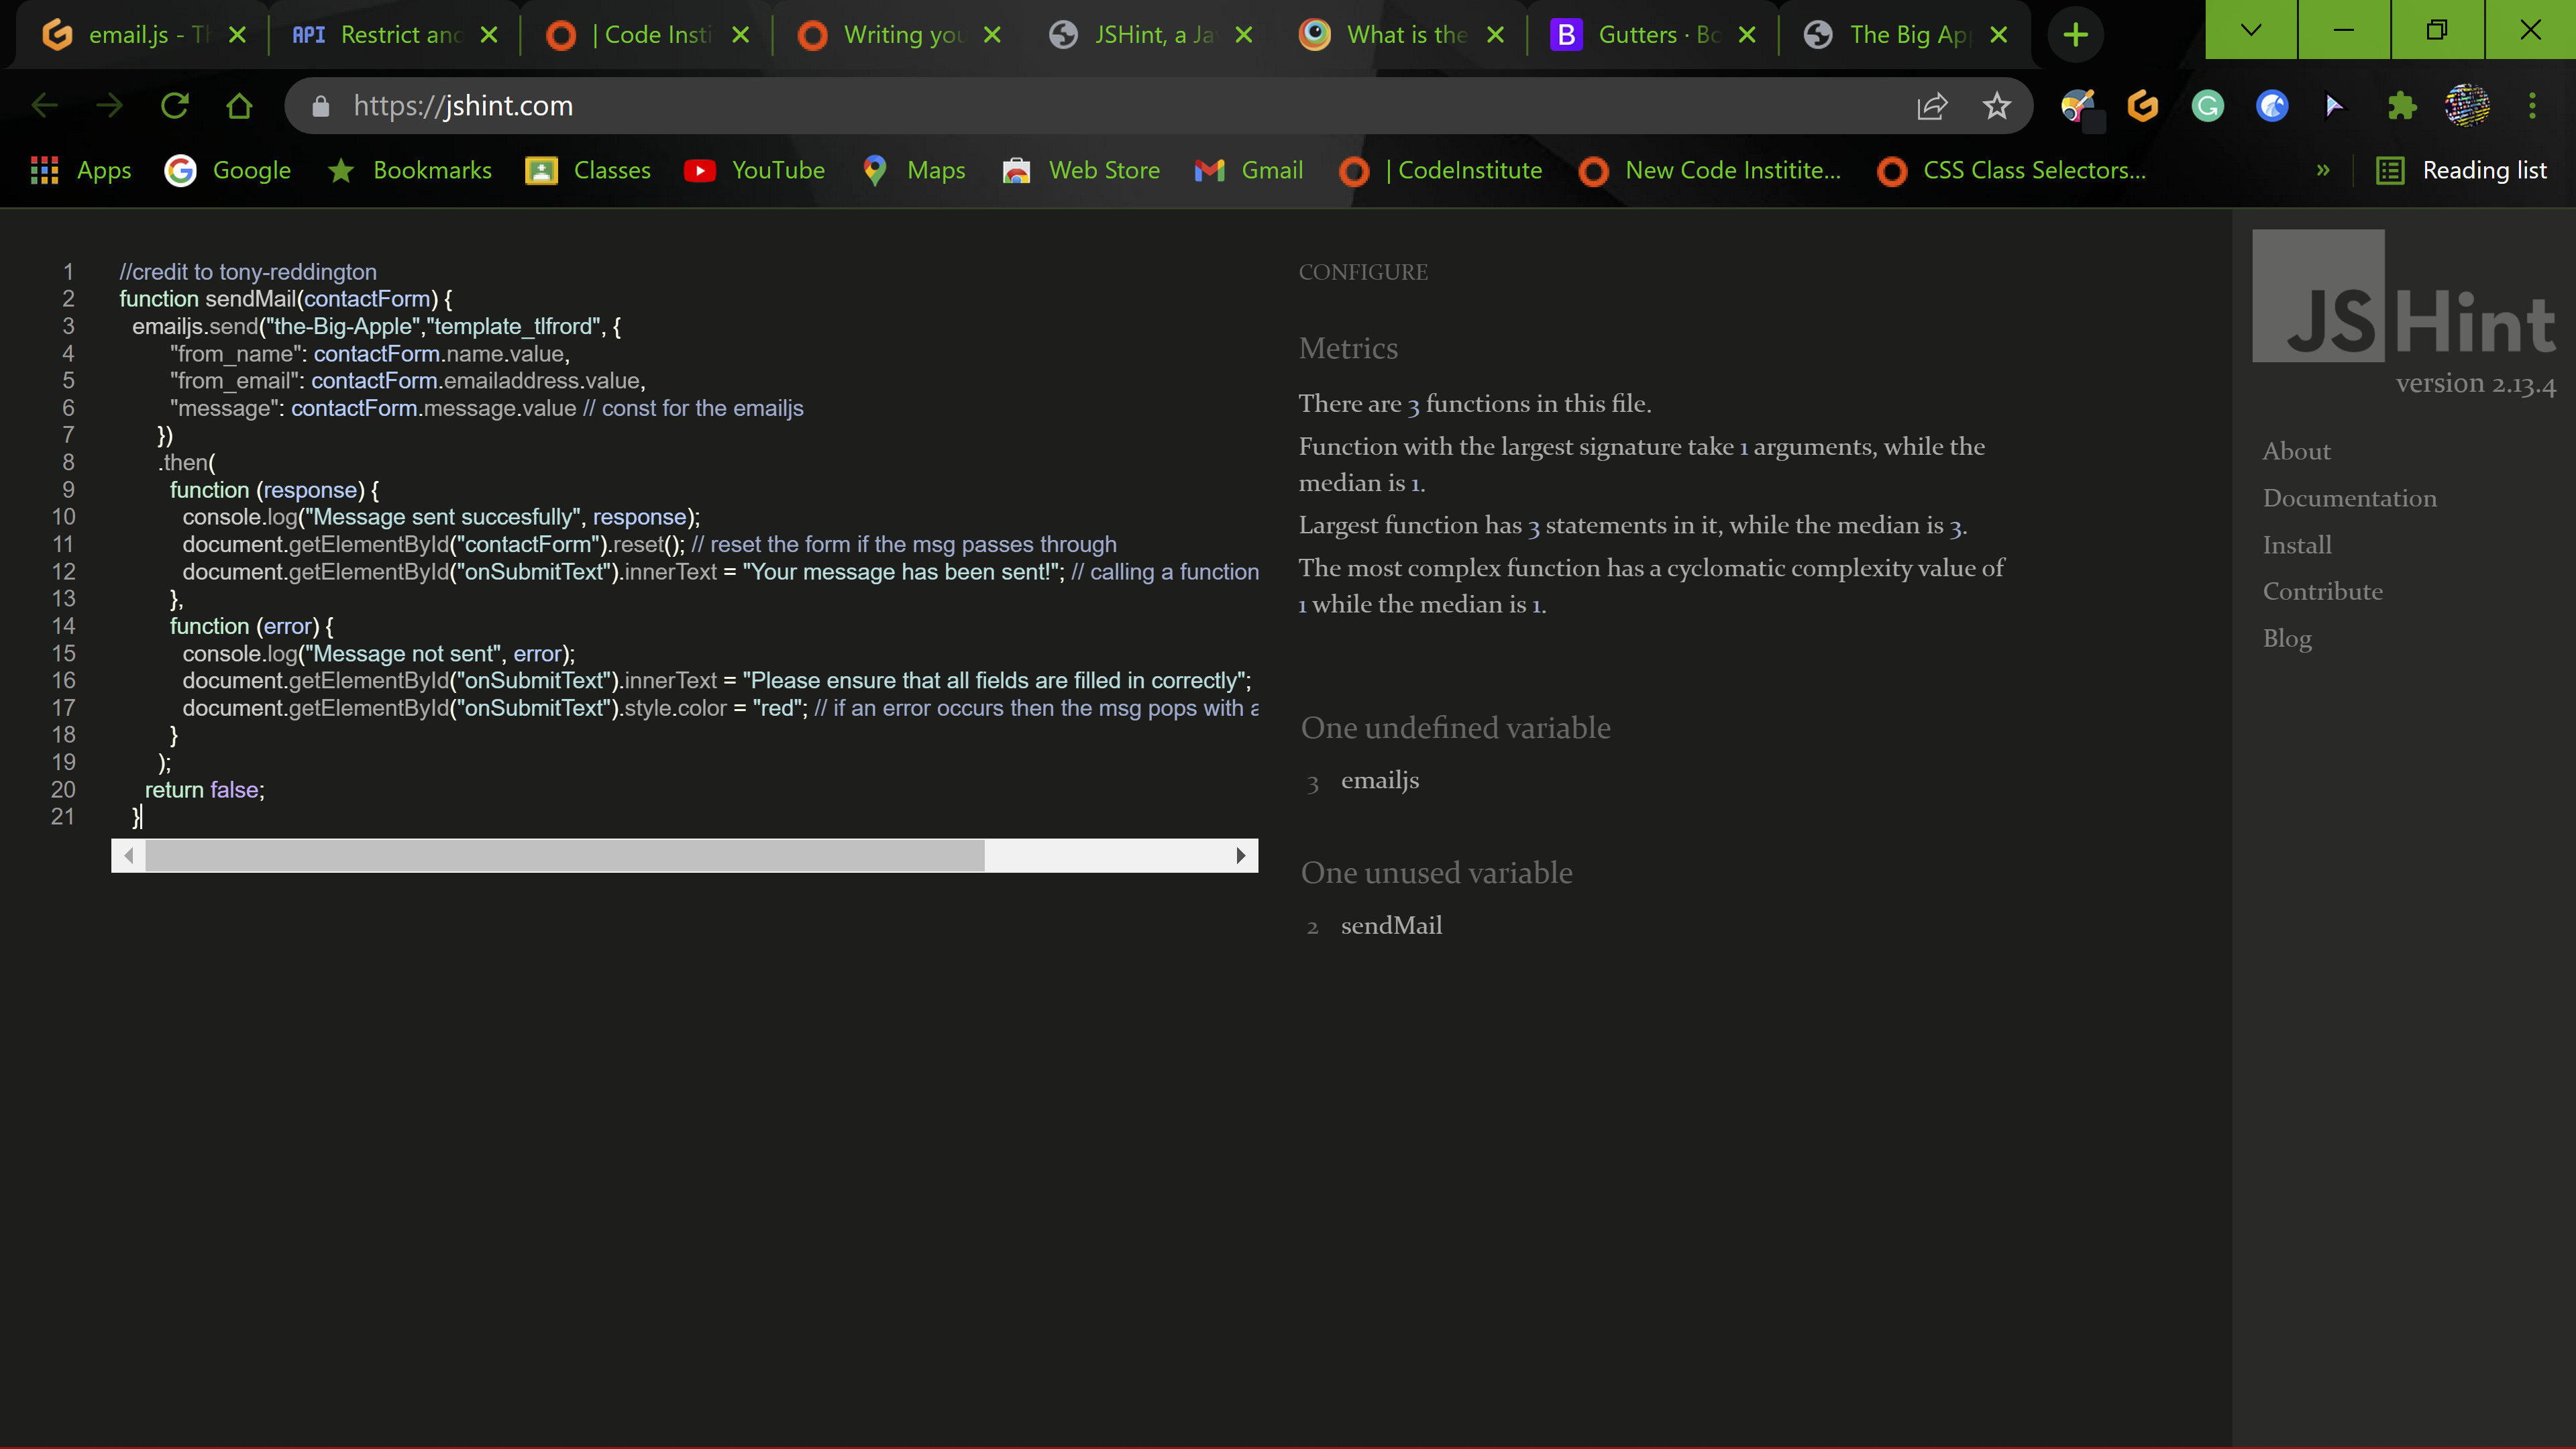 email.js - Th
Restrict and
| Code Insti
Writing you
JSHint, a Ja
What is the
Gutters · Bo
The Big App
https://jshint.com
Apps
Google
Bookmarks
Classes
YouTube
Maps
Web Store
Gmail
| CodeInstitute
New Code Institite...
CSS Class Selectors...
»
Reading list
1 //credit to tony-reddington
2 function sendMail(contactForm) {
3 emailjs.send("the-Big-Apple","template_tlfrord", {
4 "from_name": contactForm.name.value,
5 "from_email": contactForm.emailaddress.value,
6 "message": contactForm.message.value // const for the emailjs
7 })
8 .then(
9 function (response) {
10 console.log("Message sent succesfully", response);
11 document.getElementById("contactForm").reset(); // reset the form if the msg passes through
12 document.getElementById("onSubmitText").innerText = "Your message has been sent!"; // calling a function
13 },
14 function (error) {
15 console.log("Message not sent", error);
16 document.getElementById("onSubmitText").innerText = "Please ensure that all fields are filled in correctly";
17 document.getElementById("onSubmitText").style.color = "red"; // if an error occurs then the msg pops with a
18 }
19 );
20 return false;
21 }
CONFIGURE
Metrics
There are 3 functions in this file.
Function with the largest signature take 1 arguments, while the
median is 1.
Largest function has 3 statements in it, while the median is 3.
The most complex function has a cyclomatic complexity value of
1 while the median is 1.
One undefined variable
3 emailjs
One unused variable
2 sendMail
JSHint
version 2.13.4
About
Documentation
Install
Contribute
Blog